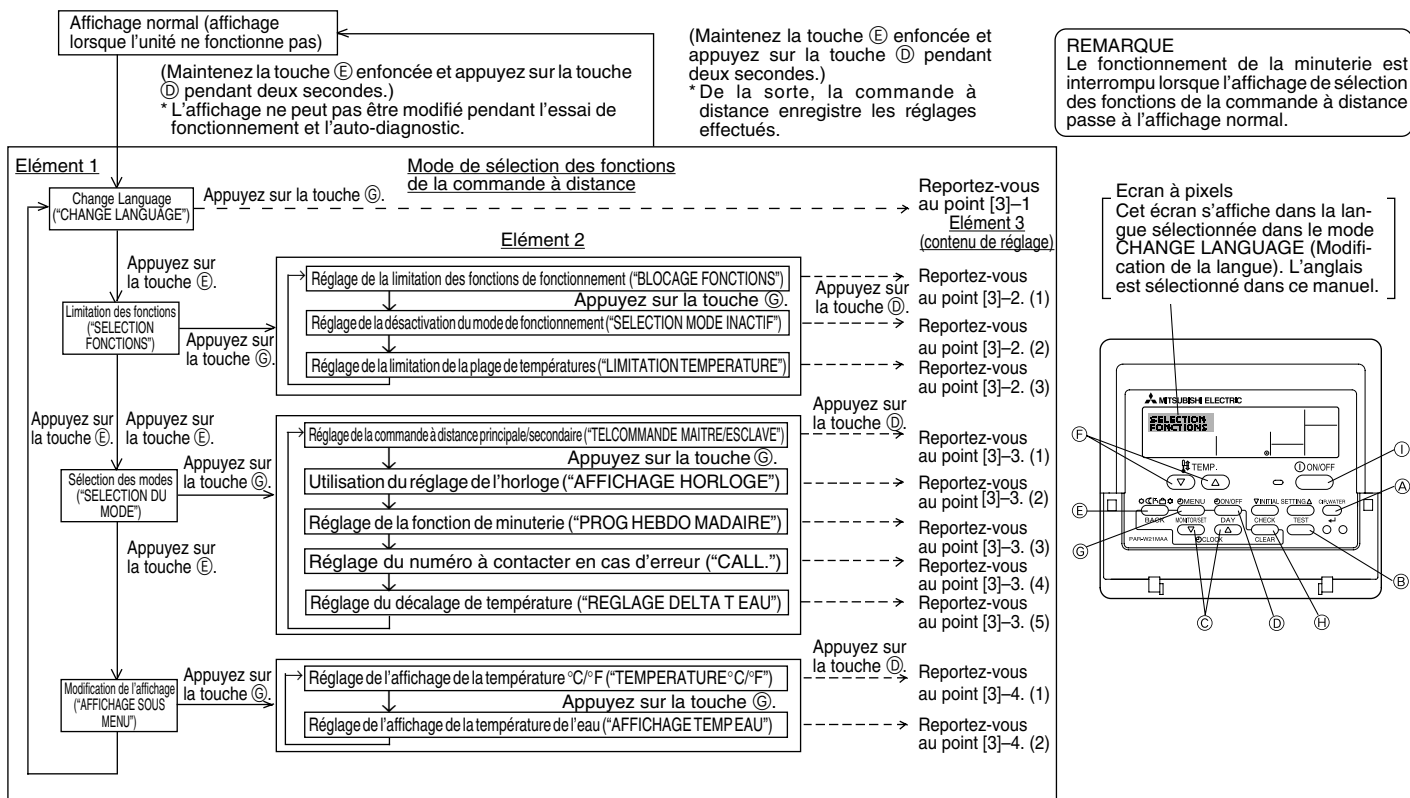 Affichage normal (affichage
lorsque l'unité ne fonctionne pas)
(Maintenez la touche Ⓔ enfoncée et appuyez sur la touche
Ⓓ pendant deux secondes.)
* L'affichage ne peut pas être modifié pendant l'essai de
fonctionnement et l'auto-diagnostic.
(Maintenez la touche Ⓔ enfoncée et
appuyez sur la touche Ⓓ pendant
deux secondes.)
* De la sorte, la commande à
distance enregistre les réglages
effectués.
REMARQUE
Le fonctionnement de la minuterie est
interrompu lorsque l'affichage de sélection
des fonctions de la commande à distance
passe à l'affichage normal.
Elément 1
Mode de sélection des fonctions
de la commande à distance
Change Language
("CHANGE LANGUAGE")
Appuyez sur la touche Ⓖ.
Reportez-vous
au point [3]–1
Elément 3
(contenu de réglage)
Elément 2
Appuyez sur
la touche Ⓔ.
Limitation des fonctions
("SELECTION
FONCTIONS")
Appuyez sur
la touche Ⓖ.
Réglage de la limitation des fonctions de fonctionnement ("BLOCAGE FONCTIONS")
Appuyez sur la touche Ⓖ.
Réglage de la désactivation du mode de fonctionnement ("SELECTION MODE INACTIF")
Réglage de la limitation de la plage de températures ("LIMITATION TEMPERATURE")
Appuyez sur
la touche Ⓓ.
Reportez-vous
au point [3]–2. (1)
Reportez-vous
au point [3]–2. (2)
Reportez-vous
au point [3]–2. (3)
Appuyez sur
la touche Ⓔ.
Appuyez sur
la touche Ⓔ.
Sélection des modes
("SELECTION DU
MODE")
Appuyez sur
la touche Ⓖ.
Appuyez sur
la touche Ⓔ.
Réglage de la commande à distance principale/secondaire ("TELCOMMANDE MAITRE/ESCLAVE")
Appuyez sur la touche Ⓖ.
Utilisation du réglage de l'horloge ("AFFICHAGE HORLOGE")
Réglage de la fonction de minuterie ("PROG HEBDO MADAIRE")
Réglage du numéro à contacter en cas d'erreur ("CALL.")
Réglage du décalage de température ("REGLAGE DELTA T EAU")
Appuyez sur
la touche Ⓓ.
Reportez-vous
au point [3]–3. (1)
Reportez-vous
au point [3]–3. (2)
Reportez-vous
au point [3]–3. (3)
Reportez-vous
au point [3]–3. (4)
Reportez-vous
au point [3]–3. (5)
Modification de l'affichage
("AFFICHAGE SOUS
MENU")
Appuyez sur
la touche Ⓖ.
Réglage de l'affichage de la température °C/°F ("TEMPERATURE °C/°F")
Appuyez sur la touche Ⓖ.
Réglage de l'affichage de la température de l'eau ("AFFICHAGE TEMP EAU")
Appuyez sur
la touche Ⓓ.
Reportez-vous
au point [3]–4. (1)
Reportez-vous
au point [3]–4. (2)
Ecran à pixels
Cet écran s'affiche dans la lan-
gue sélectionnée dans le mode
CHANGE LANGUAGE (Modifi-
cation de la langue). L'anglais
est sélectionné dans ce manuel.
MITSUBISHI ELECTRIC
SELECTION
FONCTIONS
TEMP.
ON/OFF
MENU
ON/OFF
INITIAL SETTING
CIR.WATER
BACK
MONITOR/SET
DAY
CHECK
TEST
PAR-W21MAA
CLOCK
CLEAR
Ⓕ
Ⓔ
Ⓖ
Ⓘ
Ⓐ
Ⓑ
Ⓒ
Ⓓ
Ⓗ